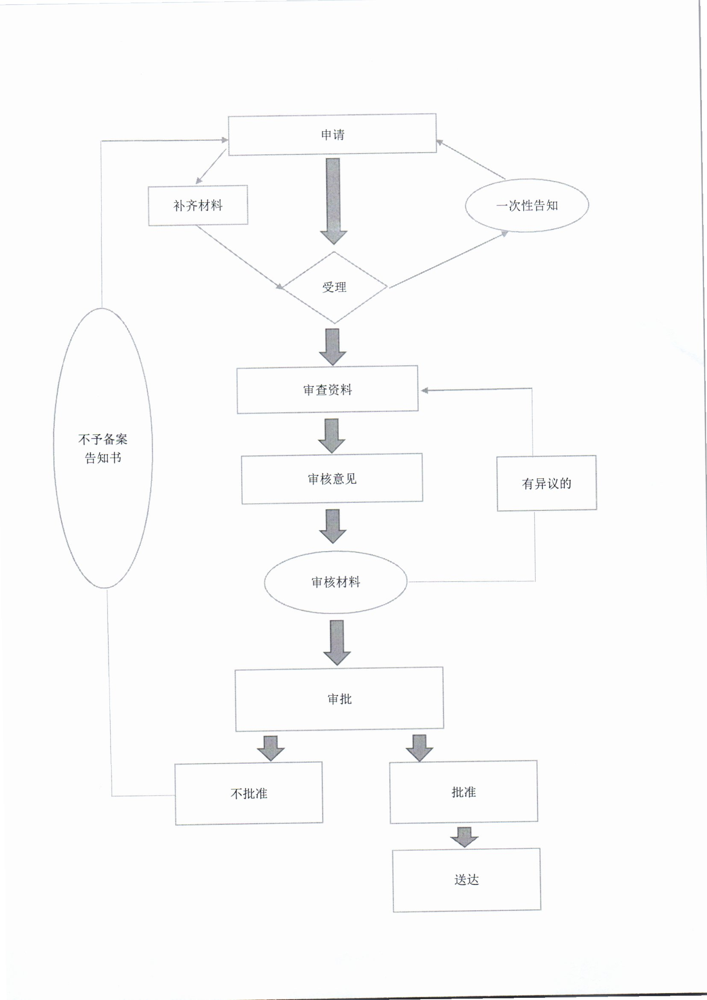 申请
补齐材料
一次性告知
受理
审查资料
不予备案
告知书
审核意见
有异议的
审核材料
审批
不批准
批准
送达